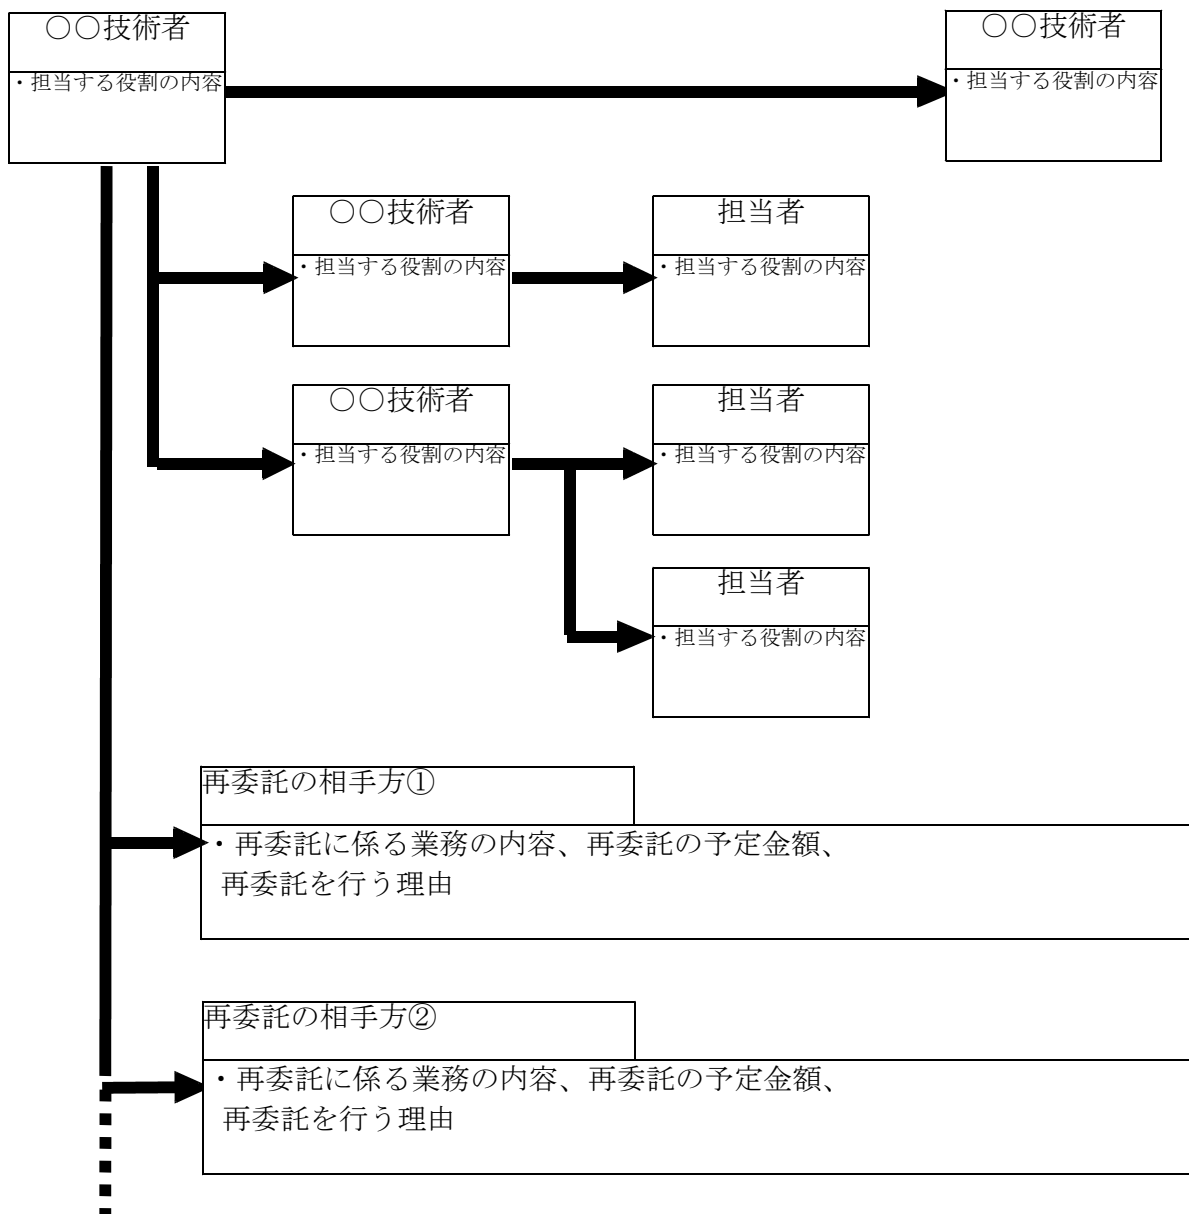 〇〇技術者
・担当する役割の内容
〇〇技術者
・担当する役割の内容
〇〇技術者
・担当する役割の内容
担当者
・担当する役割の内容
〇〇技術者
・担当する役割の内容
担当者
・担当する役割の内容
担当者
・担当する役割の内容
再委託の相手方①
・再委託に係る業務の内容、再委託の予定金額、
再委託を行う理由
再委託の相手方②
・再委託に係る業務の内容、再委託の予定金額、
再委託を行う理由